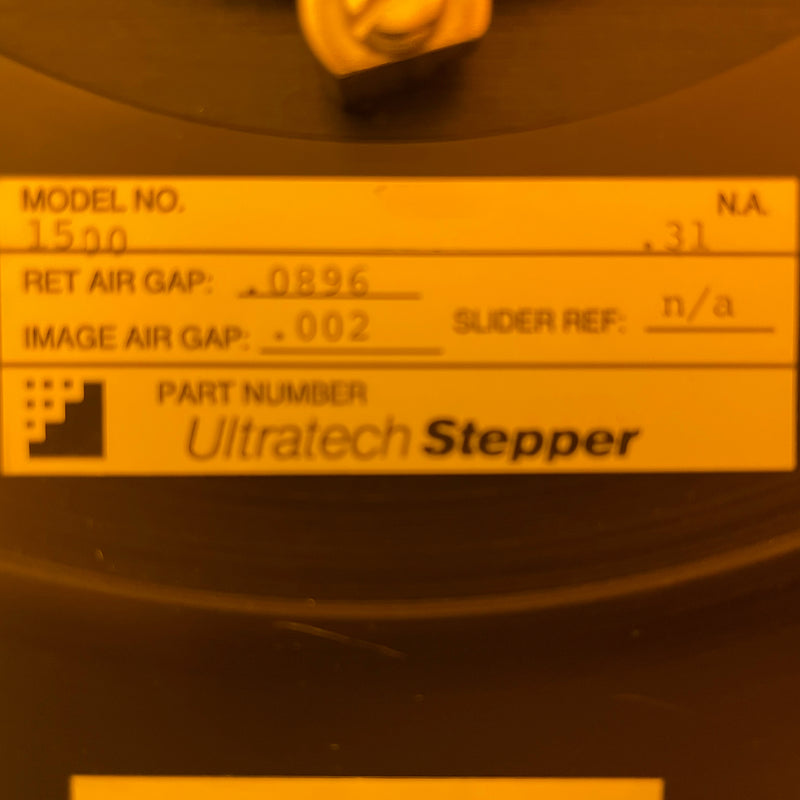 MODEL NO. N.A.
1500 .31
RET AIR GAP: .0896
IMAGE AIR GAP: .002 SLIDER REF: n/a
PART NUMBER
Ultratech Stepper